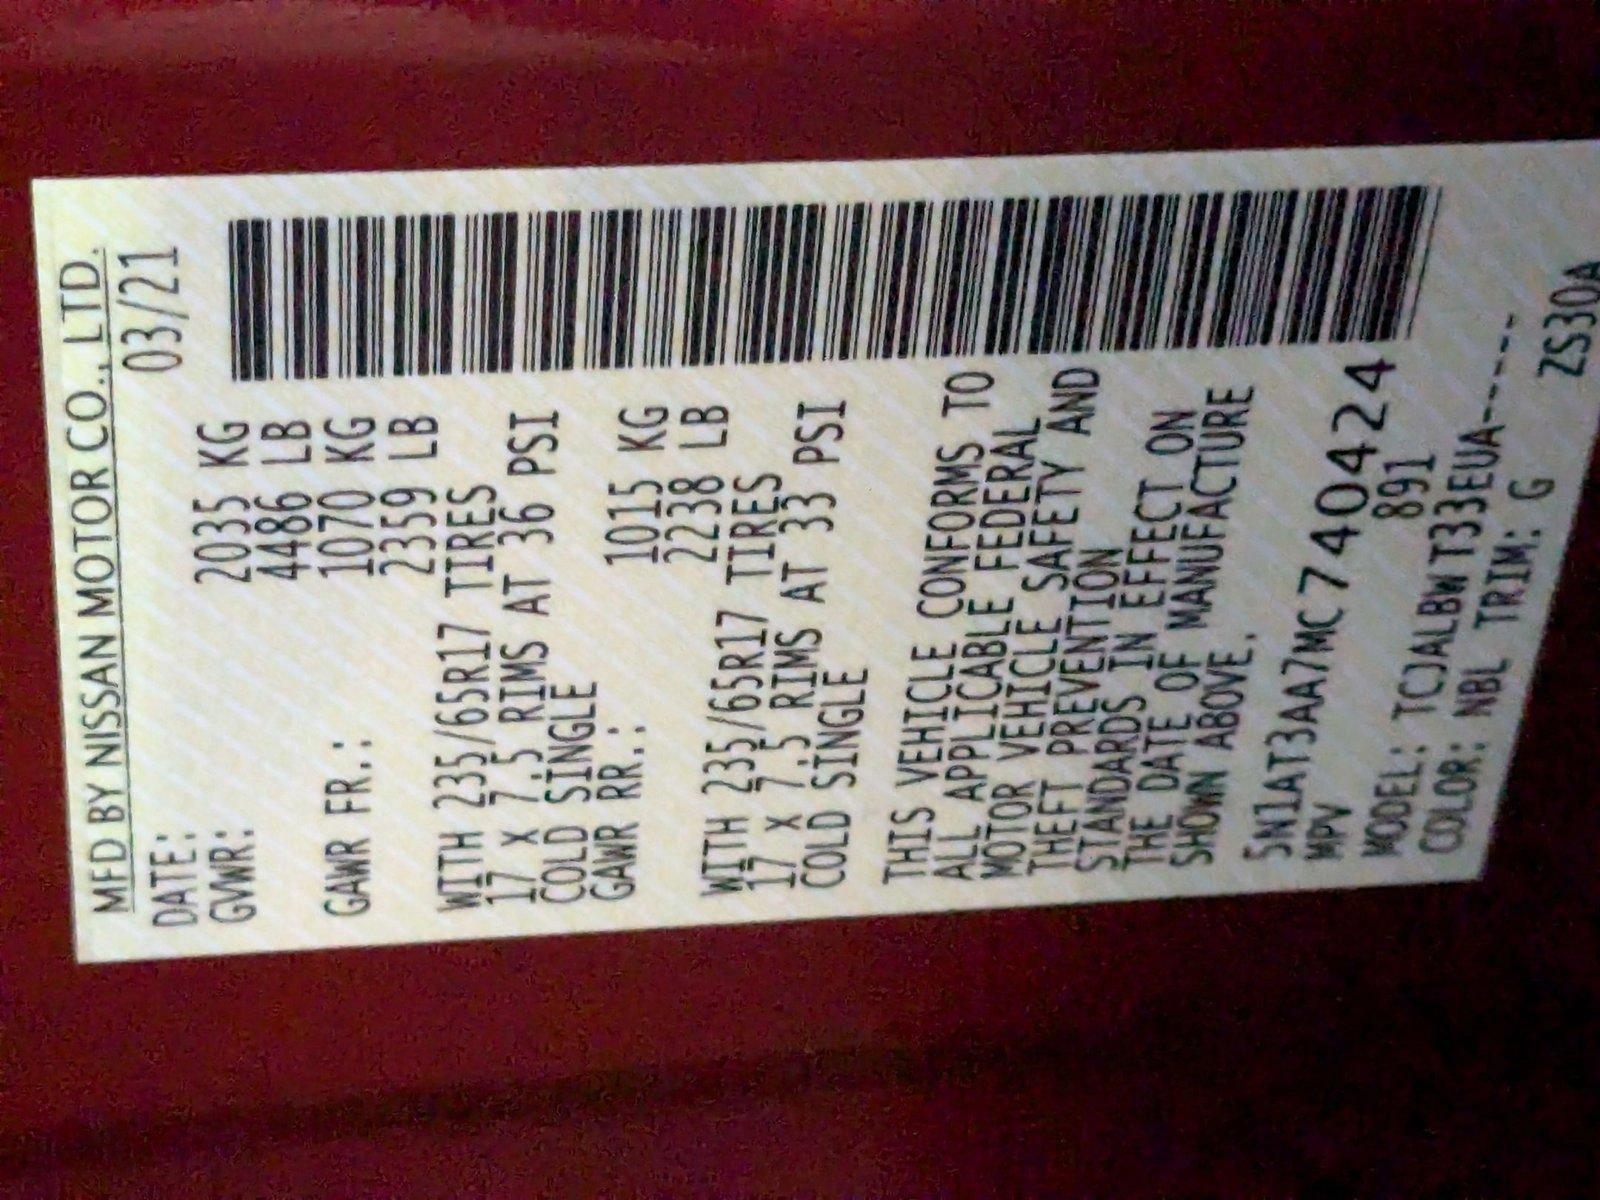 MFD BY NISSAN MOTOR CO., LTD.
DATE: 03/21
GVWR: 2035 KG
4486 LB
GAWR FR.: 1070 KG
2359 LB
WITH 235/65R17 TIRES
17 X 7.5 RIMS AT 36 PSI
COLD SINGLE
GAWR RR.: 1015 KG
2238 LB
WITH 235/65R17 TIRES
17 X 7.5 RIMS AT 33 PSI
COLD SINGLE
THIS VEHICLE CONFORMS TO
ALL APPLICABLE FEDERAL
MOTOR VEHICLE SAFETY AND
THEFT PREVENTION
STANDARDS IN EFFECT ON
THE DATE OF MANUFACTURE
SHOWN ABOVE.
5N1AT3AA7MC740424
MPV 891
MODEL: TCJALBWT33EUA-----
COLOR: NBL TRIM: G
ZS30A